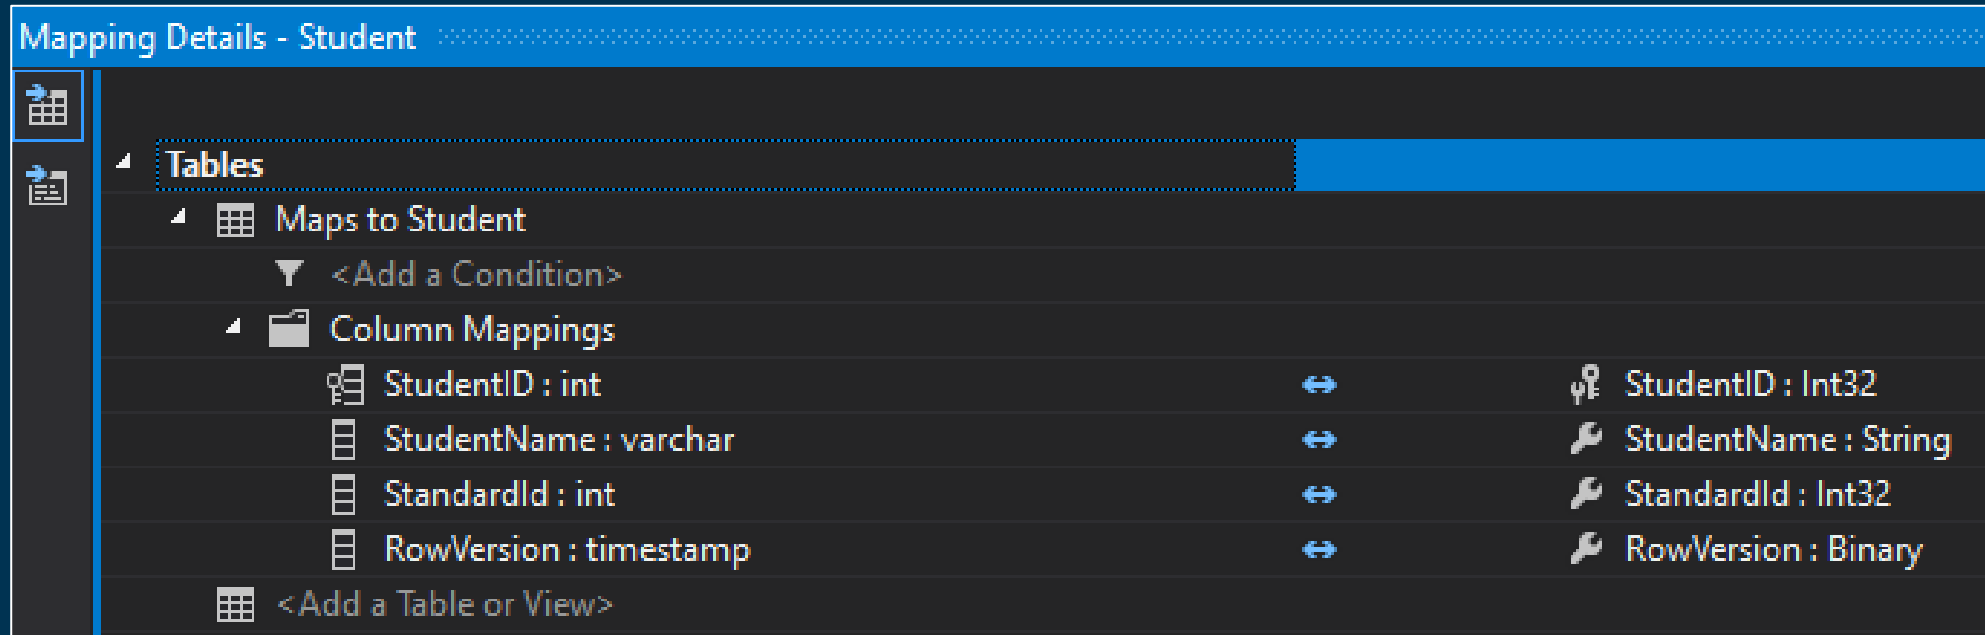 Mapping Details - Student
Tables
Maps to Student
<Add a Condition>
Column Mappings
StudentID : int StudentID : Int32
StudentName : varchar StudentName : String
StandardId : int StandardId : Int32
RowVersion : timestamp RowVersion : Binary
<Add a Table or View>